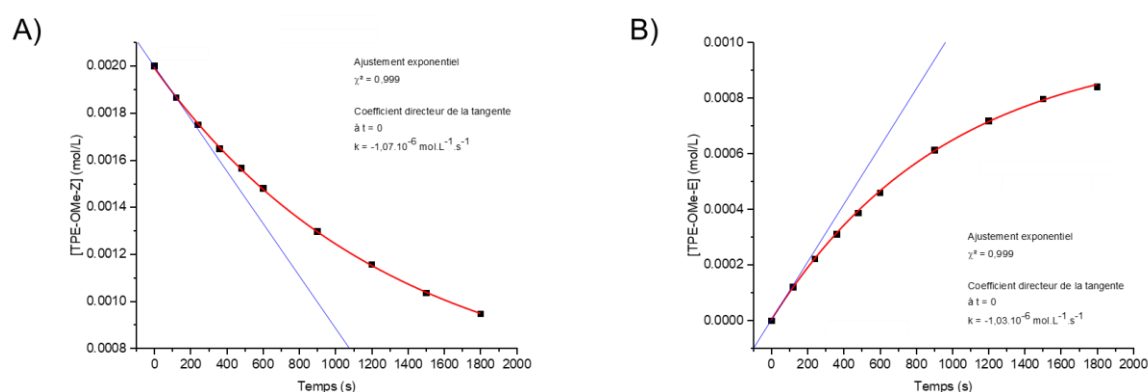 A)
[TPE-OMe-Z] (mol/L)
0.0020
0.0018
0.0016
0.0014
0.0012
0.0010
0.0008
Ajustement exponentiel
χ² = 0,999
Coefficient directeur de la tangente
à t = 0
k = -1,07.10⁻⁶ mol.L⁻¹.s⁻¹
0 200 400 600 800 1000 1200 1400 1600 1800 2000
Temps (s)
B)
[TPE-OMe-E] (mol/L)
0.0010
0.0008
0.0006
0.0004
0.0002
0.0000
Ajustement exponentiel
χ² = 0,999
Coefficient directeur de la tangente
à t = 0
k = -1,03.10⁻⁶ mol.L⁻¹.s⁻¹
0 200 400 600 800 1000 1200 1400 1600 1800 2000
Temps (s)